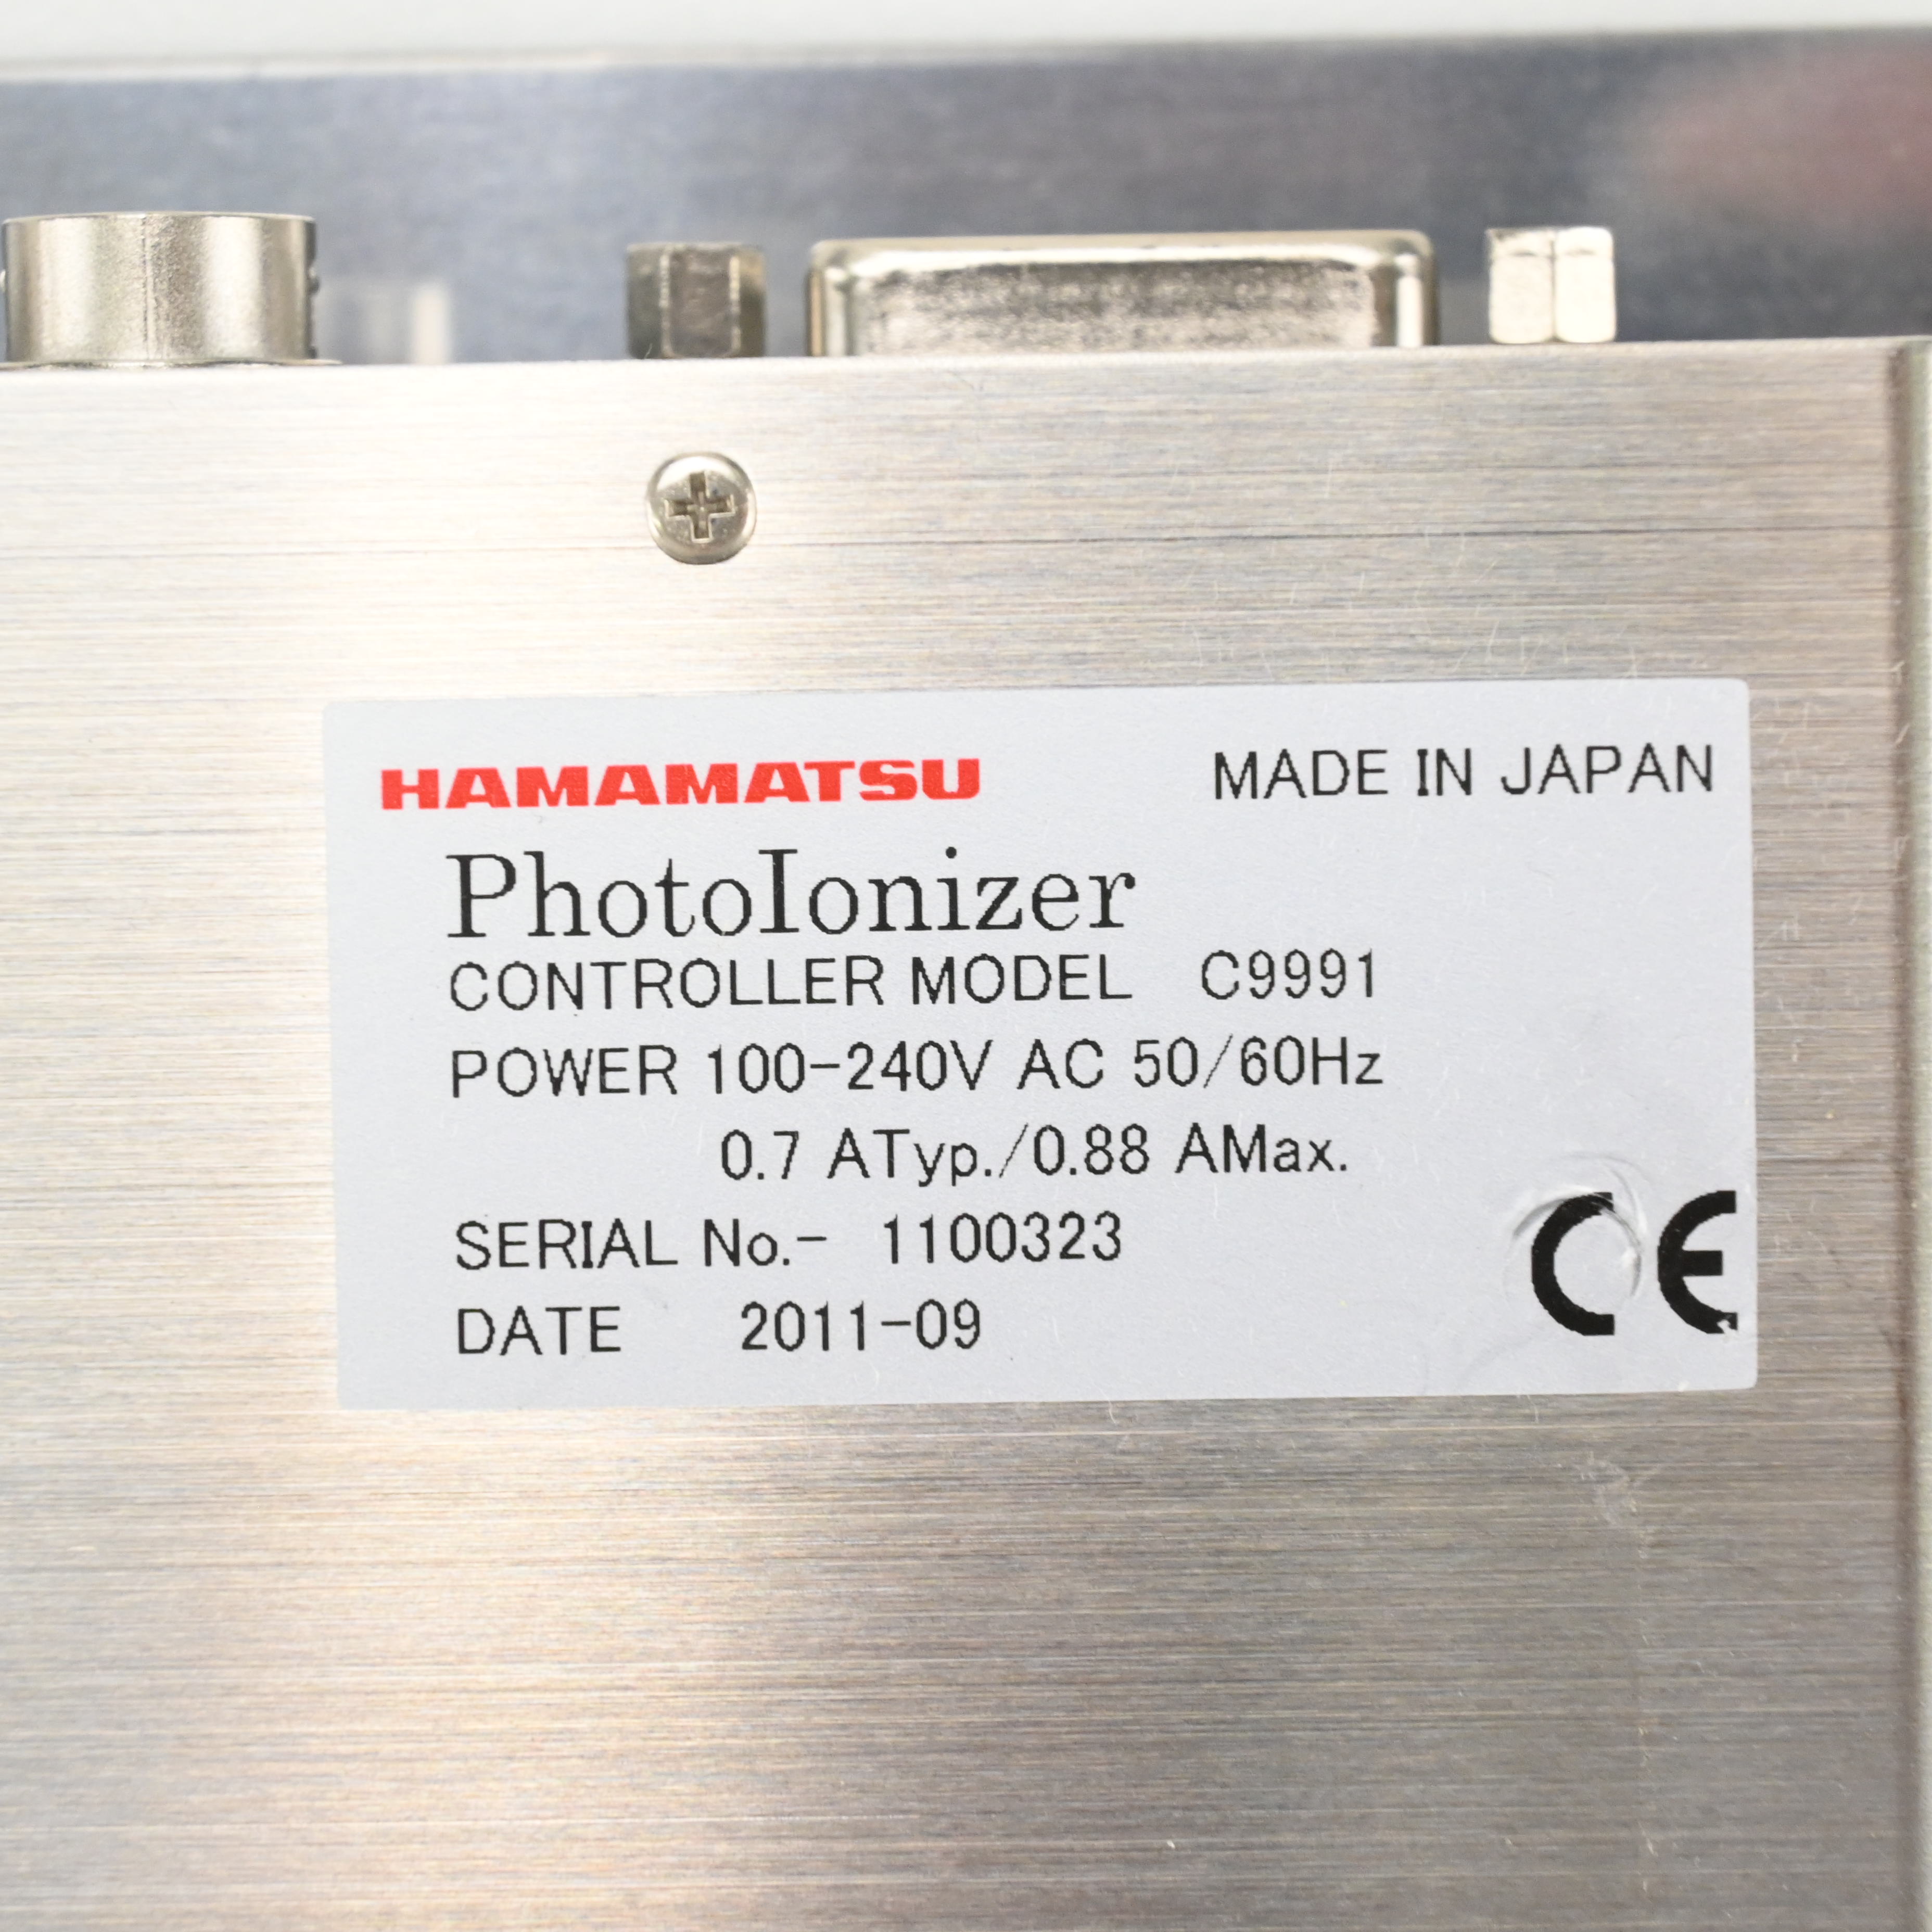 HAMAMATSU MADE IN JAPAN
PhotoIonizer
CONTROLLER MODEL C9991
POWER 100-240V AC 50/60Hz
0.7 ATyp./0.88 AMax.
SERIAL No.- 1100323
DATE 2011-09
CE